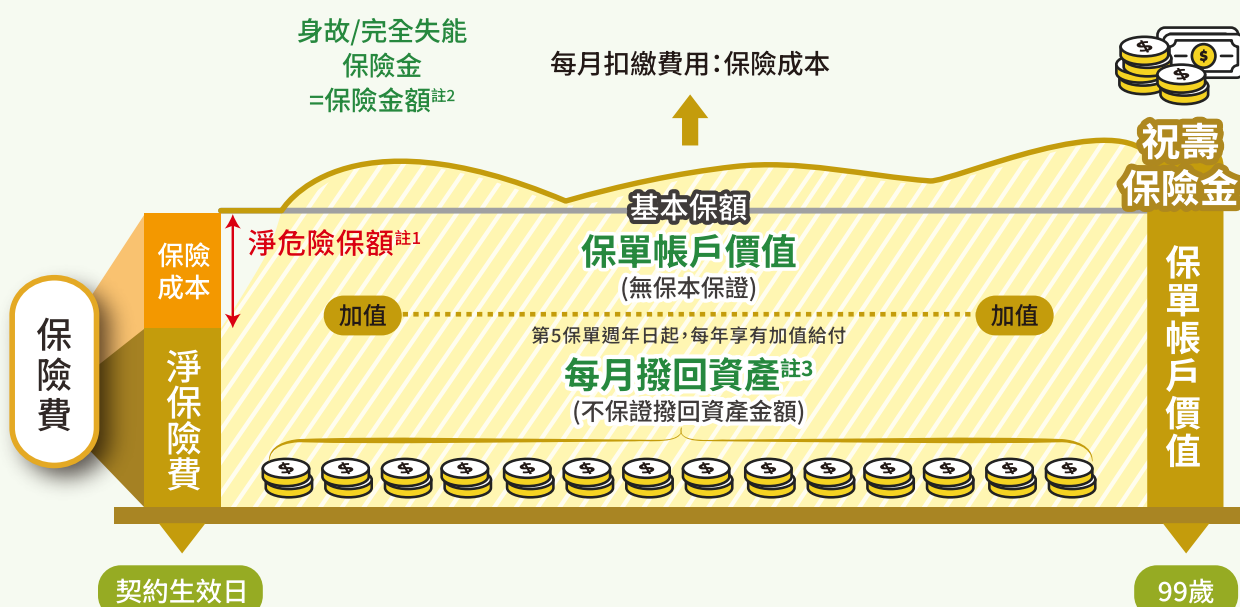 身故/完全失能
保險金
=保險金額註2
每月扣繳費用：保險成本
祝壽
保險金
基本保額
保險
成本
淨危險保額註1
保單帳戶價值
(無保本保證)
加值
加值
第5保單週年日起，每年享有加值給付
每月撥回資產註3
(不保證撥回資產金額)
保險費
淨保險費
保單帳戶價值
契約生效日
99歲